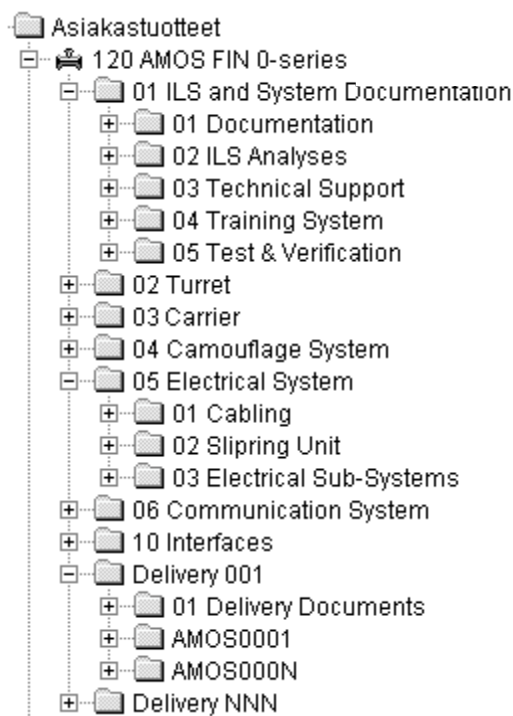 Asiakastuotteet
120 AMOS FIN 0-series
01 ILS and System Documentation
01 Documentation
02 ILS Analyses
03 Technical Support
04 Training System
05 Test & Verification
02 Turret
03 Carrier
04 Camouflage System
05 Electrical System
01 Cabling
02 Slipring Unit
03 Electrical Sub-Systems
06 Communication System
10 Interfaces
Delivery 001
01 Delivery Documents
AMOS0001
AMOS000N
Delivery NNN